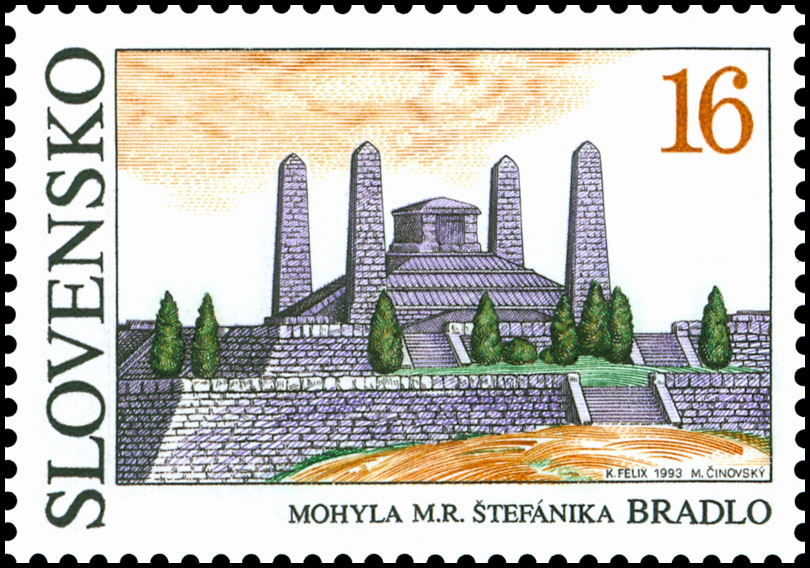 SLOVENSKO
16
K.FELIX 1993 M.ČINOVSKÝ
MOHYLA M.R. ŠTEFÁNIKA BRADLO